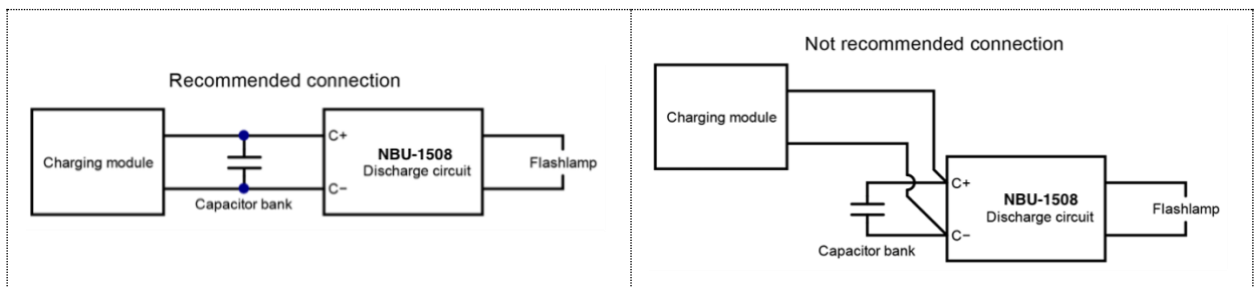 Recommended connection
Charging module
C+
C−
NBU-1508
Discharge circuit
Flashlamp
Capacitor bank
Not recommended connection
Charging module
C+
C−
NBU-1508
Discharge circuit
Flashlamp
Capacitor bank